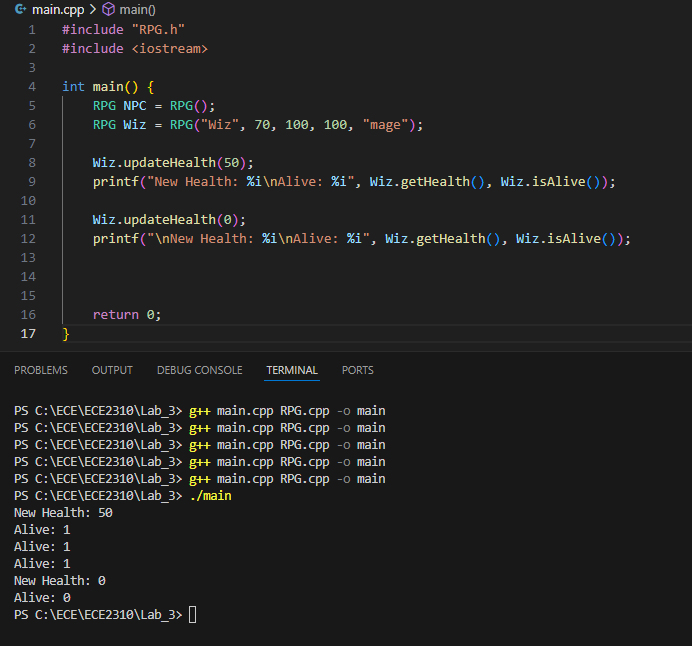 main.cpp > main()
1 #include "RPG.h"
2 #include <iostream>
3
4 int main() {
5     RPG NPC = RPG();
6     RPG Wiz = RPG("Wiz", 70, 100, 100, "mage");
7
8     Wiz.updateHealth(50);
9     printf("New Health: %i\nAlive: %i", Wiz.getHealth(), Wiz.isAlive());
10
11     Wiz.updateHealth(0);
12     printf("\nNew Health: %i\nAlive: %i", Wiz.getHealth(), Wiz.isAlive());
13
14
15
16     return 0;
17 }
PROBLEMS OUTPUT DEBUG CONSOLE TERMINAL PORTS
PS C:\ECE\ECE2310\Lab_3> g++ main.cpp RPG.cpp -o main
PS C:\ECE\ECE2310\Lab_3> g++ main.cpp RPG.cpp -o main
PS C:\ECE\ECE2310\Lab_3> g++ main.cpp RPG.cpp -o main
PS C:\ECE\ECE2310\Lab_3> g++ main.cpp RPG.cpp -o main
PS C:\ECE\ECE2310\Lab_3> g++ main.cpp RPG.cpp -o main
PS C:\ECE\ECE2310\Lab_3> ./main
New Health: 50
Alive: 1
Alive: 1
Alive: 1
New Health: 0
Alive: 0
PS C:\ECE\ECE2310\Lab_3>